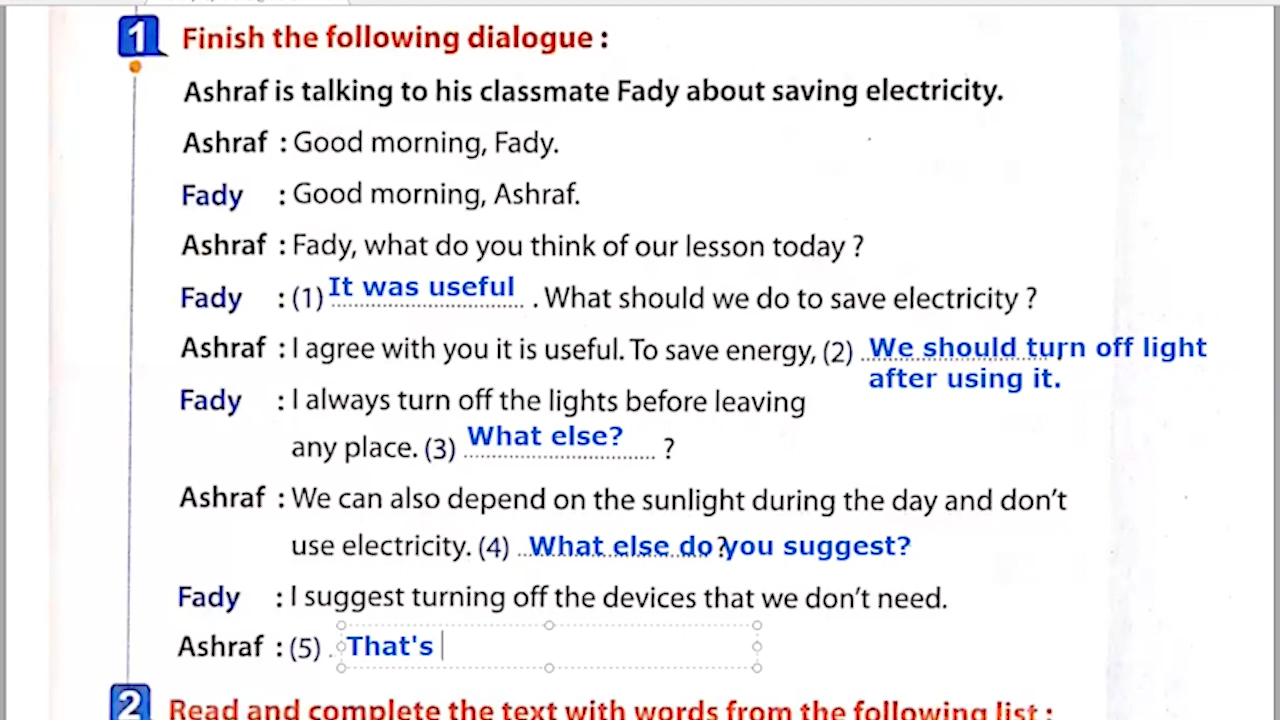 1 Finish the following dialogue :
Ashraf is talking to his classmate Fady about saving electricity.
Ashraf : Good morning, Fady.
Fady : Good morning, Ashraf.
Ashraf : Fady, what do you think of our lesson today ?
Fady : (1) It was useful . What should we do to save electricity ?
Ashraf : I agree with you it is useful. To save energy, (2) We should turn off light
after using it.
Fady : I always turn off the lights before leaving
any place. (3) What else? ?
Ashraf : We can also depend on the sunlight during the day and don't
use electricity. (4) What else do you suggest? ?
Fady : I suggest turning off the devices that we don't need.
Ashraf : (5) That's
2 Read and complete the text with words from the following list :